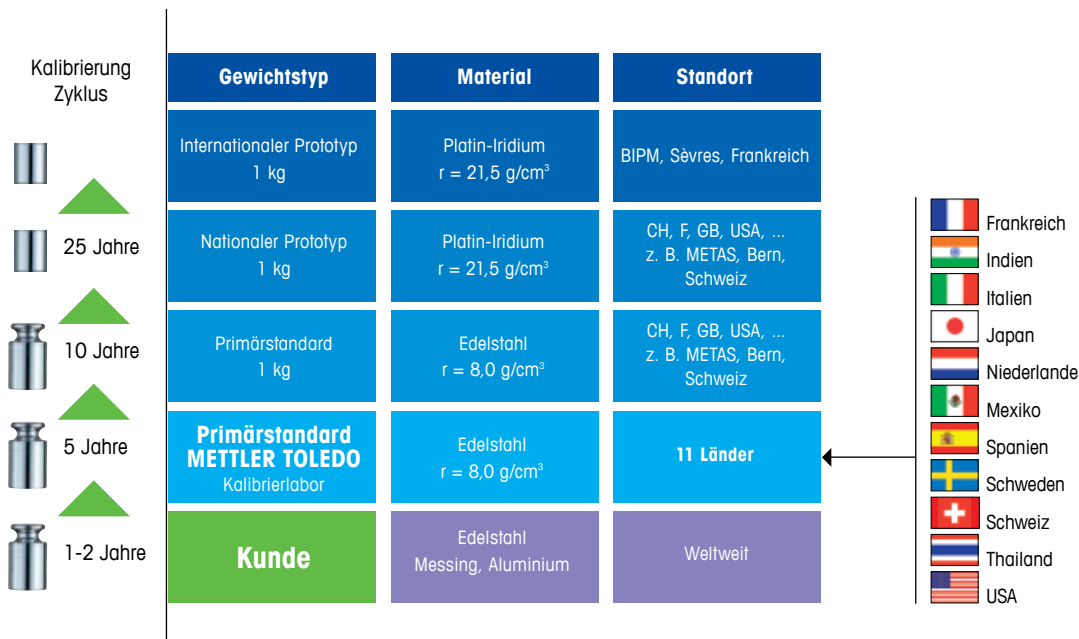 Kalibrierung
Zyklus
Gewichtstyp
Material
Standort
Internationaler Prototyp
1 kg
Platin-Iridium
r = 21,5 g/cm³
BIPM, Sèvres, Frankreich
25 Jahre
Nationaler Prototyp
1 kg
Platin-Iridium
r = 21,5 g/cm³
CH, F, GB, USA, ...
z. B. METAS, Bern,
Schweiz
10 Jahre
Primärstandard
1 kg
Edelstahl
r = 8,0 g/cm³
CH, F, GB, USA, ...
z. B. METAS, Bern,
Schweiz
5 Jahre
Primärstandard
METTLER TOLEDO
Kalibrierlabor
Edelstahl
r = 8,0 g/cm³
11 Länder
1-2 Jahre
Kunde
Edelstahl
Messing, Aluminium
Weltweit
Frankreich
Indien
Italien
Japan
Niederlande
Mexiko
Spanien
Schweden
Schweiz
Thailand
USA